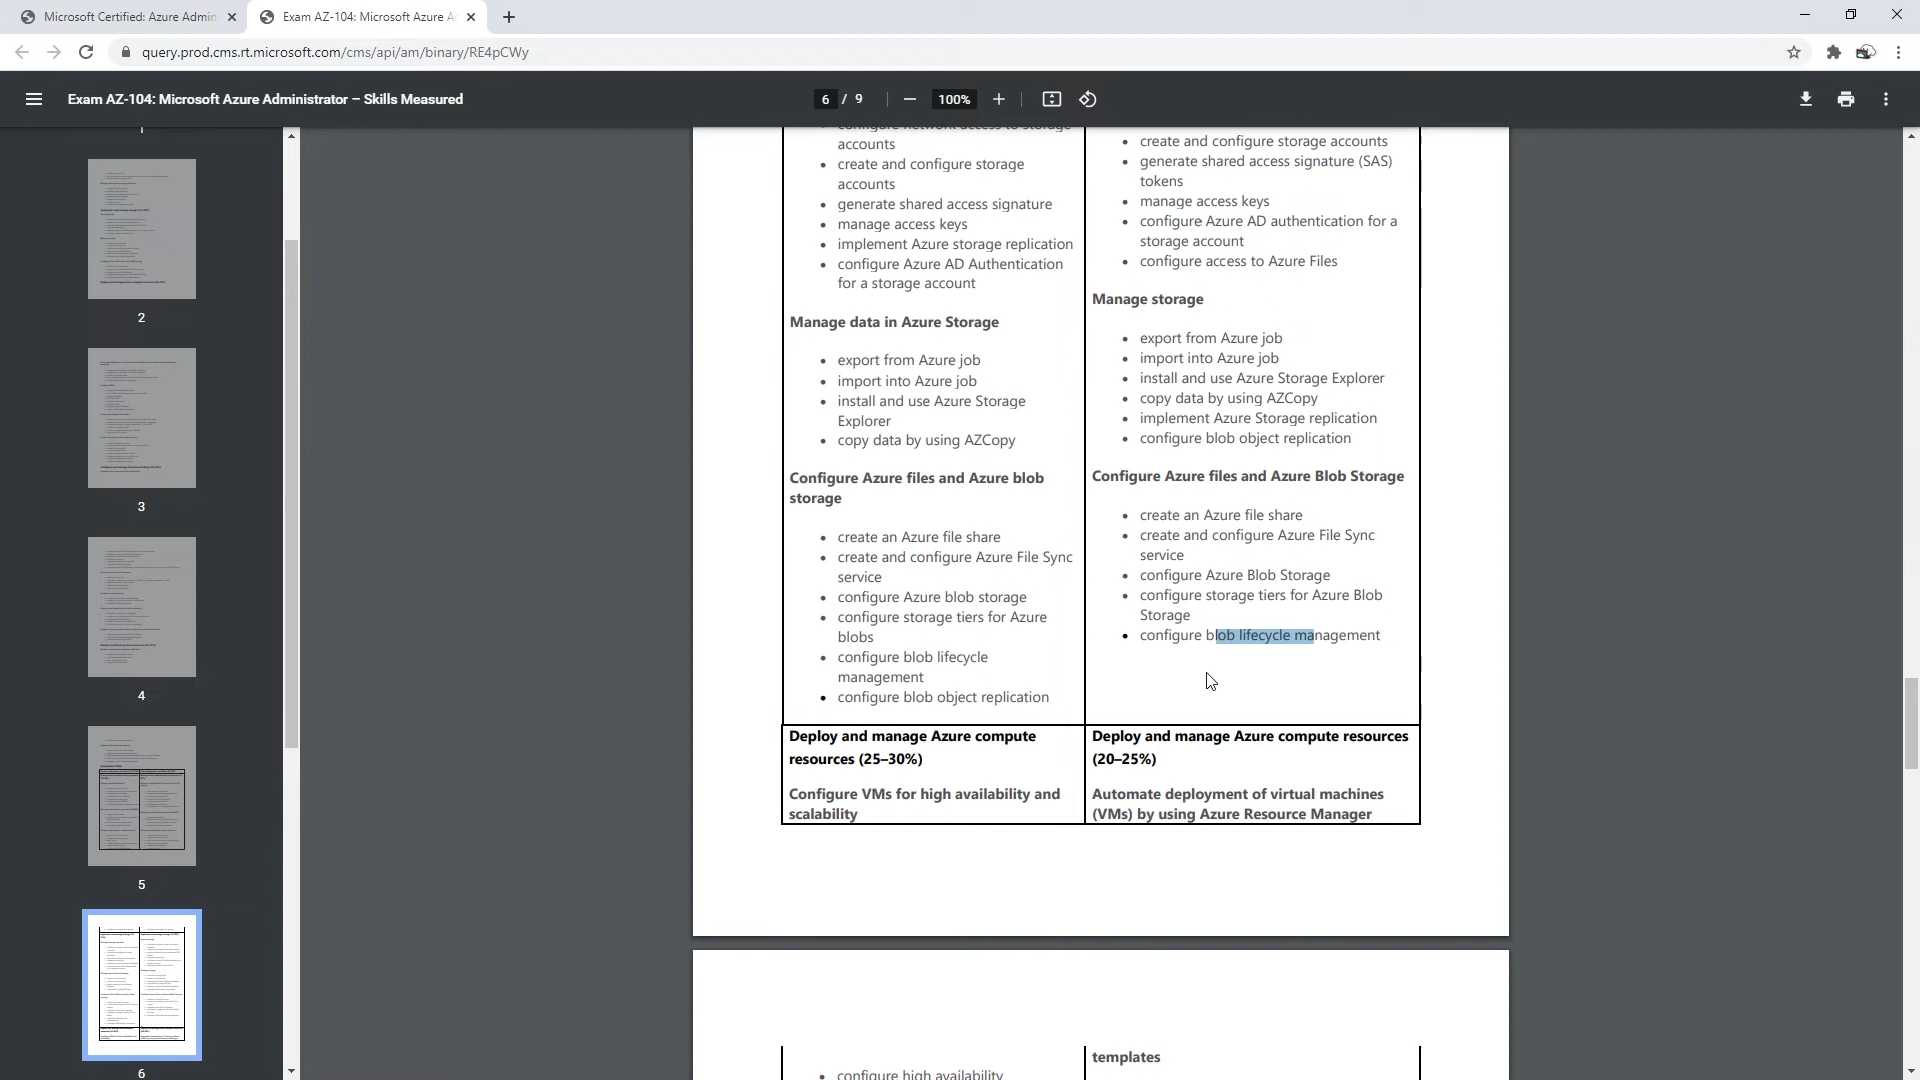 Microsoft Certified: Azure Admin
Exam AZ-104: Microsoft Azure A
query.prod.cms.rt.microsoft.com/cms/api/am/binary/RE4pCWy
Exam AZ-104: Microsoft Azure Administrator – Skills Measured
6 / 9
100%
2
3
4
5
6
configure network access to storage
accounts
• create and configure storage
accounts
• generate shared access signature
• manage access keys
• implement Azure storage replication
• configure Azure AD Authentication
for a storage account
Manage data in Azure Storage
• export from Azure job
• import into Azure job
• install and use Azure Storage
Explorer
• copy data by using AZCopy
Configure Azure files and Azure blob
storage
• create an Azure file share
• create and configure Azure File Sync
service
• configure Azure blob storage
• configure storage tiers for Azure
blobs
• configure blob lifecycle
management
• configure blob object replication
• create and configure storage accounts
• generate shared access signature (SAS)
tokens
• manage access keys
• configure Azure AD authentication for a
storage account
• configure access to Azure Files
Manage storage
• export from Azure job
• import into Azure job
• install and use Azure Storage Explorer
• copy data by using AZCopy
• implement Azure Storage replication
• configure blob object replication
Configure Azure files and Azure Blob Storage
• create an Azure file share
• create and configure Azure File Sync
service
• configure Azure Blob Storage
• configure storage tiers for Azure Blob
Storage
• configure blob lifecycle management
Deploy and manage Azure compute
resources (25–30%)
Configure VMs for high availability and
scalability
Deploy and manage Azure compute resources
(20–25%)
Automate deployment of virtual machines
(VMs) by using Azure Resource Manager
• configure high availability
templates